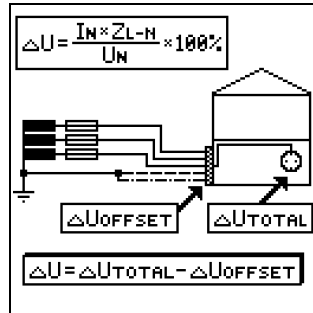 △U = IN×ZL-N / UN ×100%
△UOFFSET
△UTOTAL
△U=△UTOTAL-△UOFFSET